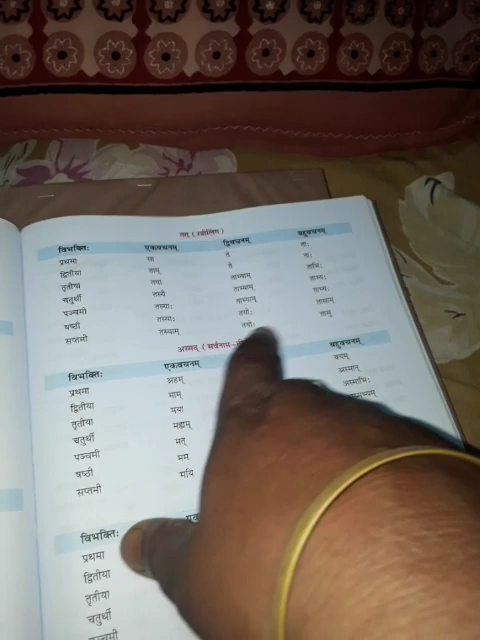 तत् (स्त्रीलिंग)
विभक्तिः एकवचनम् द्विवचनम् बहुवचनम्
प्रथमा सा ते ताः
द्वितीया ताम् ते ताः
तृतीया तया ताभ्याम् ताभिः
चतुर्थी तस्यै ताभ्याम् ताभ्यः
पञ्चमी तस्याः ताभ्याम् ताभ्यः
षष्ठी तस्याः तयोः तासाम्
सप्तमी तस्याम् तयोः तासु
अस्मद् (सर्वनाम
विभक्तिः एकवचनम् बहुवचनम्
प्रथमा अहम् वयम्
द्वितीया माम् अस्मान्
तृतीया मया अस्माभिः
चतुर्थी मह्यम्
पञ्चमी मत्
षष्ठी मम
सप्तमी मयि
विभक्तिः
प्रथमा
द्वितीया
तृतीया
चतुर्थी
पञ्चमी